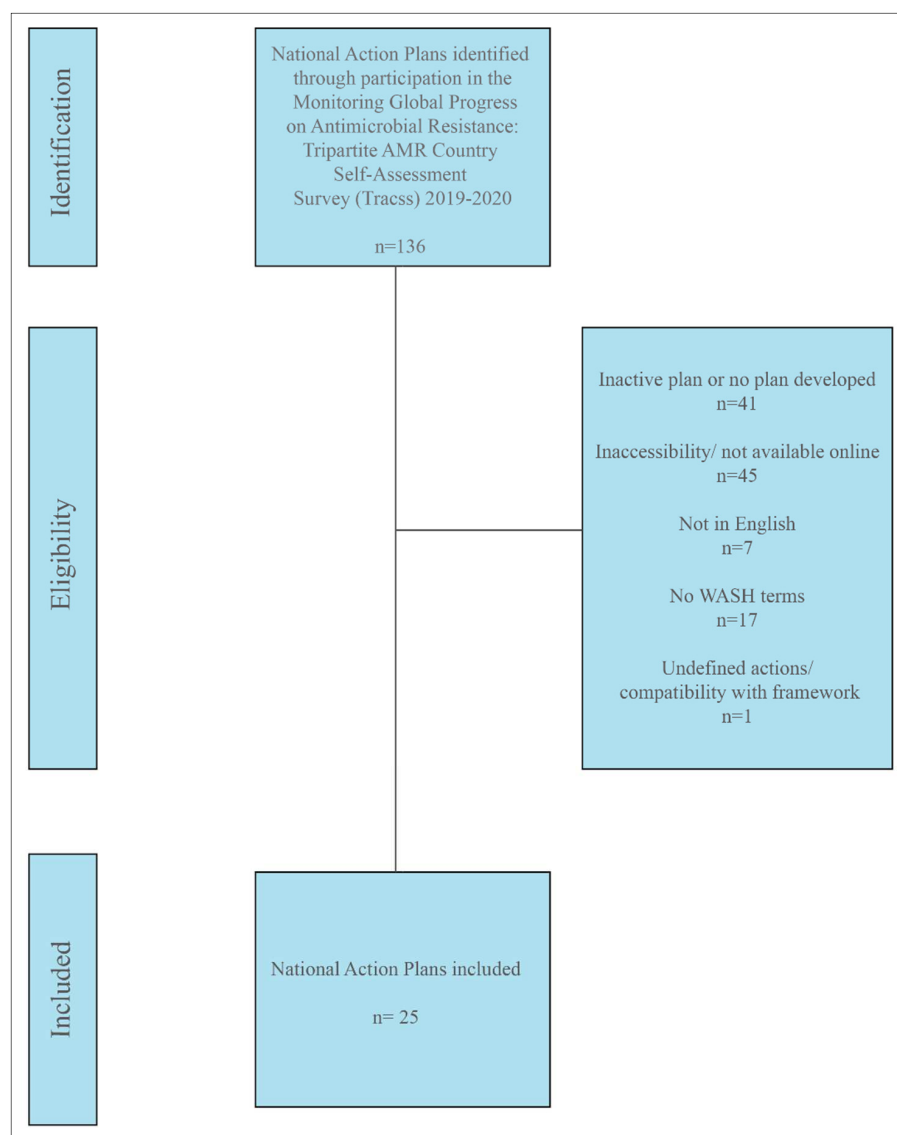 Identification
National Action Plans identified
through participation in the
Monitoring Global Progress
on Antimicrobial Resistance:
Tripartite AMR Country
Self-Assessment
Survey (Tracss) 2019-2020
n=136
Eligibility
Inactive plan or no plan developed
n=41
Inaccessibility/ not available online
n=45
Not in English
n=7
No WASH terms
n=17
Undefined actions/
compatibility with framework
n=1
Included
National Action Plans included
n= 25